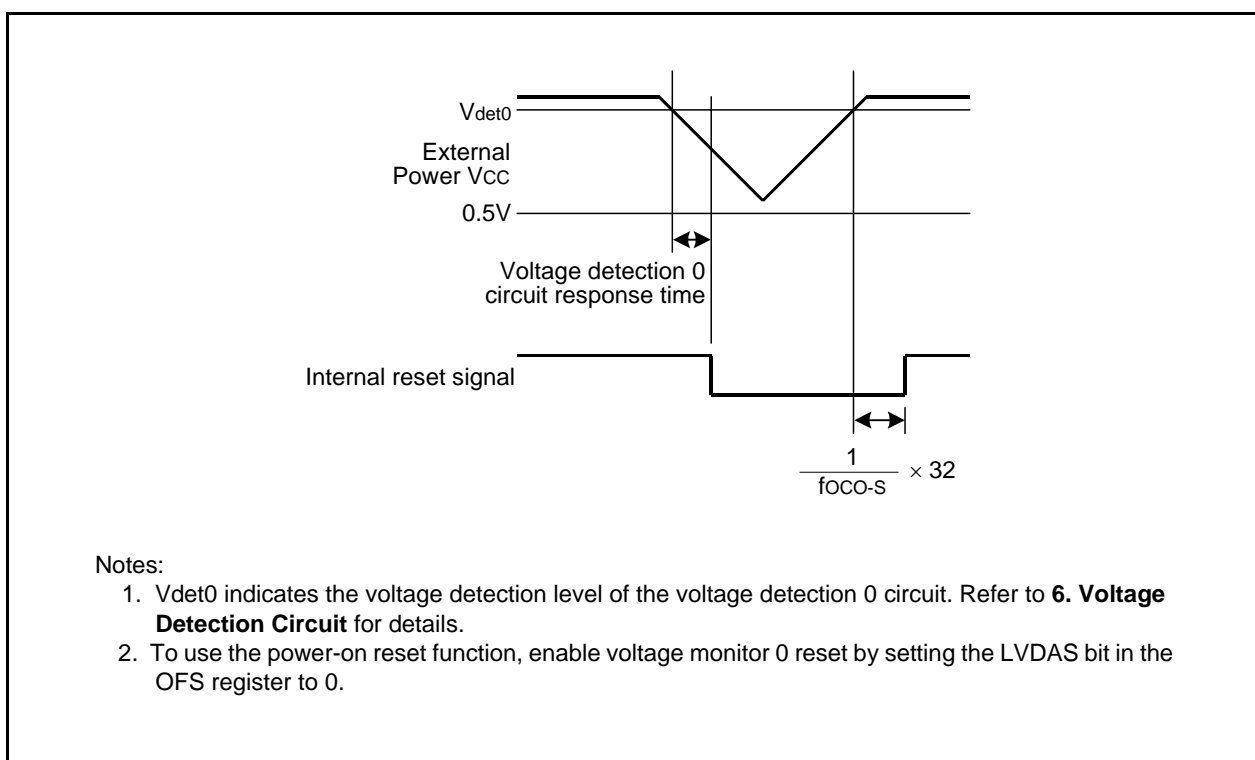 Vdet0
External
Power VCC
0.5V
Voltage detection 0
circuit response time
Internal reset signal
1
fOCO-S
× 32
Notes:
1. Vdet0 indicates the voltage detection level of the voltage detection 0 circuit. Refer to 6. Voltage
Detection Circuit for details.
2. To use the power-on reset function, enable voltage monitor 0 reset by setting the LVDAS bit in the
OFS register to 0.